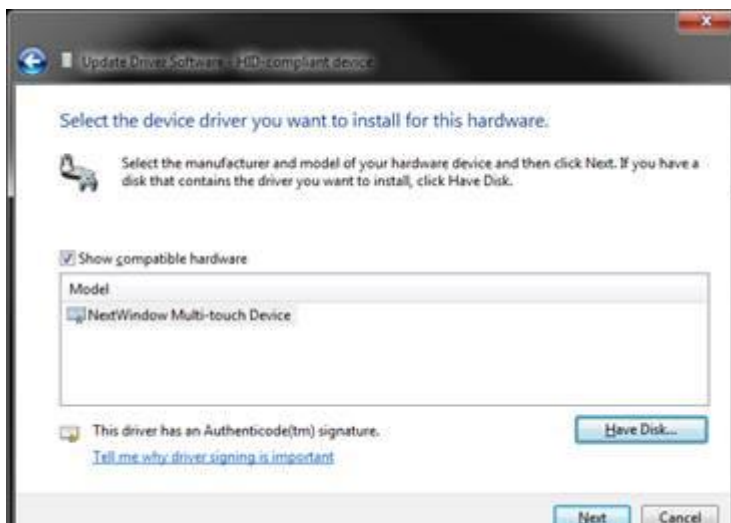 Update Driver Software - HID-compliant device
Select the device driver you want to install for this hardware.
Select the manufacturer and model of your hardware device and then click Next. If you have a
disk that contains the driver you want to install, click Have Disk.
Show compatible hardware
Model
NextWindow Multi-touch Device
This driver has an Authenticode(tm) signature.
Have Disk...
Tell me why driver signing is important
Next Cancel